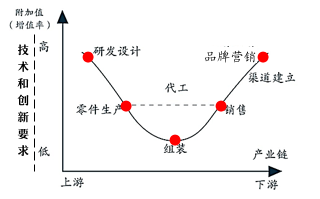 附加值
(增值率)
技术和创新要求
高
低
研发设计
品牌营销
渠道建立
代工
零件生产
销售
组装
产业链
上游
下游